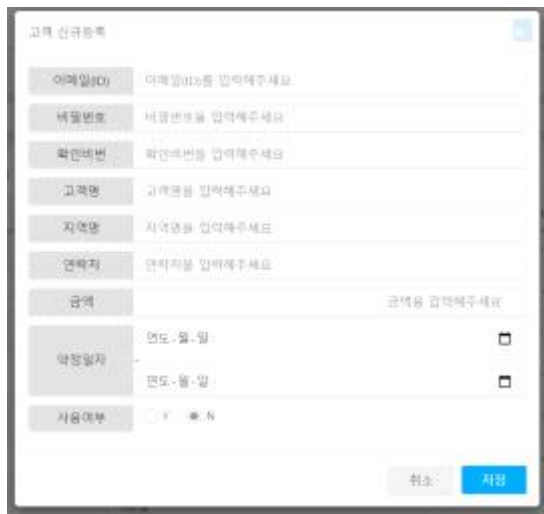 고객 신규등록
이메일(ID) 이메일(ID)를 입력해주세요
비밀번호 비밀번호를 입력해주세요
확인비번 확인비번을 입력해주세요
고객명 고객명을 입력해주세요
지역명 지역명을 입력해주세요
연락처 연락처를 입력해주세요
금액 금액을 입력해주세요
연도-월-일
약정일자 -
연도-월-일
사용여부 Y N
취소 저장